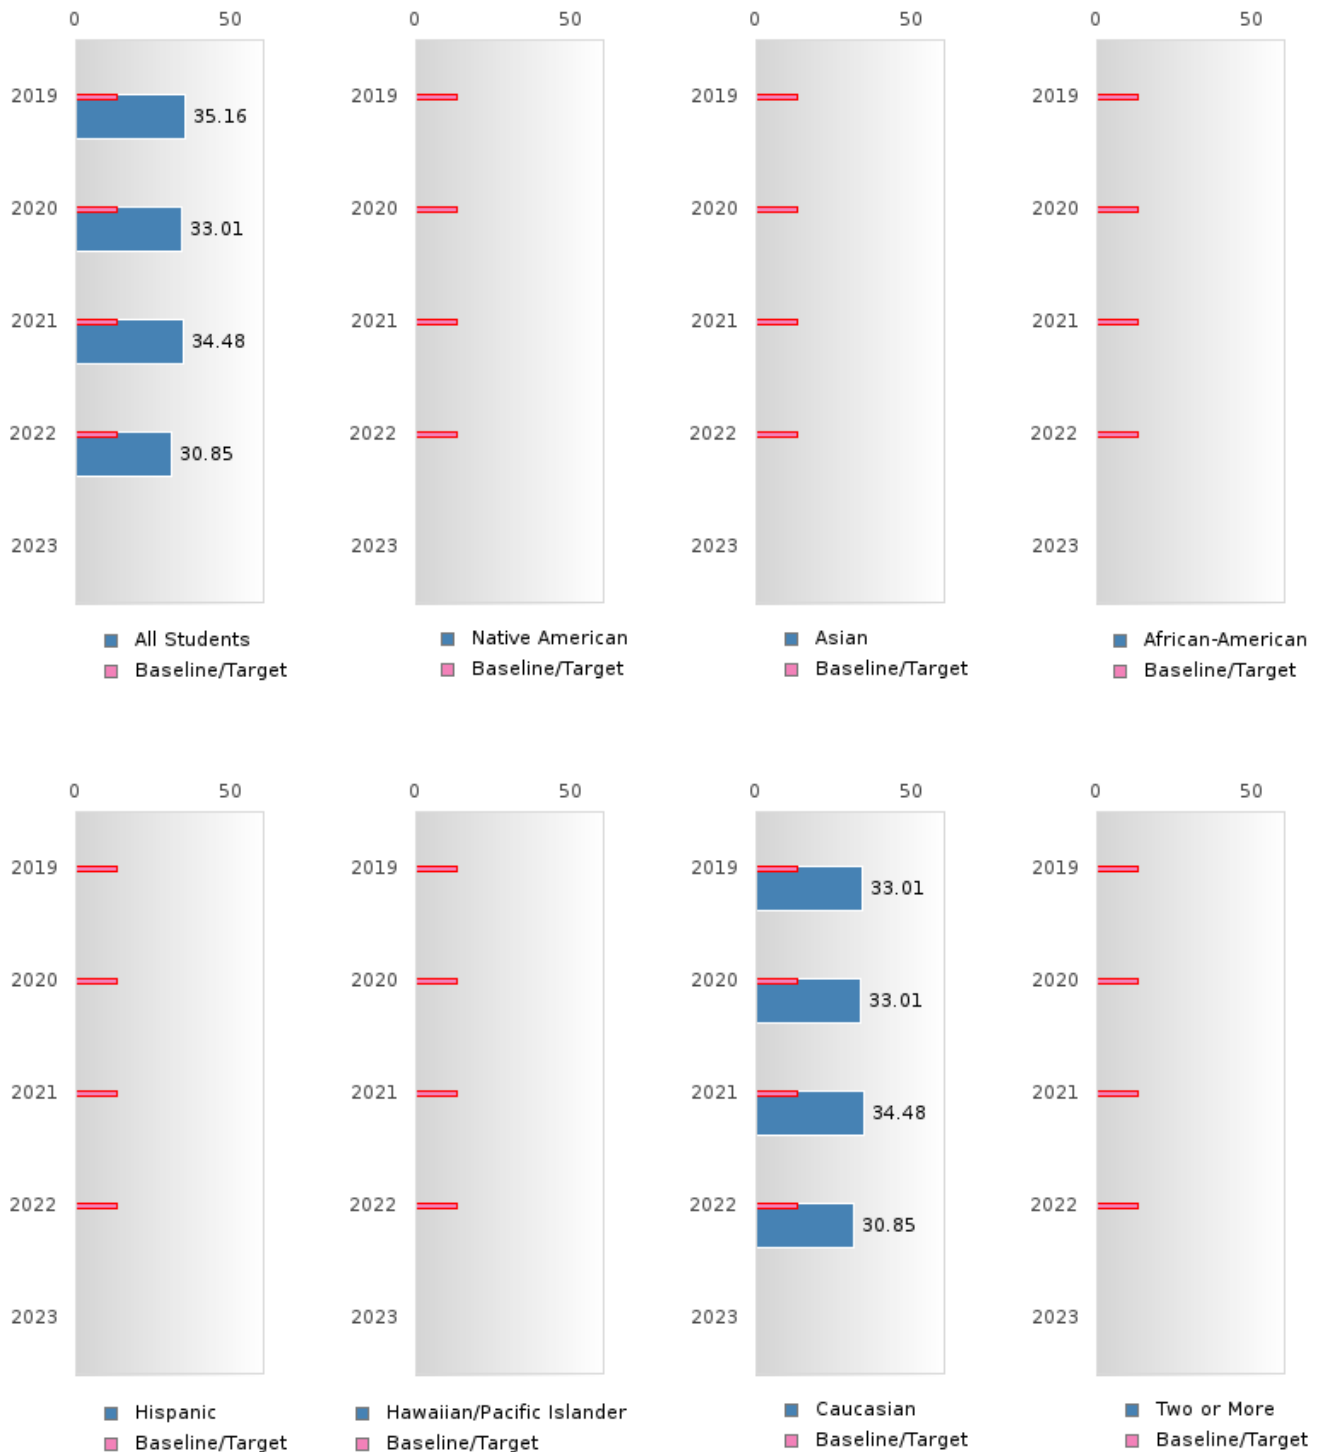 0 50 0 50 0 50 0 50
2019 35.16 2019 2019 2019
2020 33.01 2020 2020 2020
2021 34.48 2021 2021 2021
2022 30.85 2022 2022 2022
2023 2023 2023 2023
All Students Native American Asian African-American
Baseline/Target Baseline/Target Baseline/Target Baseline/Target
0 50 0 50 0 50 0 50
2019 2019 2019 33.01 2019
2020 2020 2020 33.01 2020
2021 2021 2021 34.48 2021
2022 2022 2022 30.85 2022
2023 2023 2023 2023
Hispanic Hawaiian/Pacific Islander Caucasian Two or More
Baseline/Target Baseline/Target Baseline/Target Baseline/Target